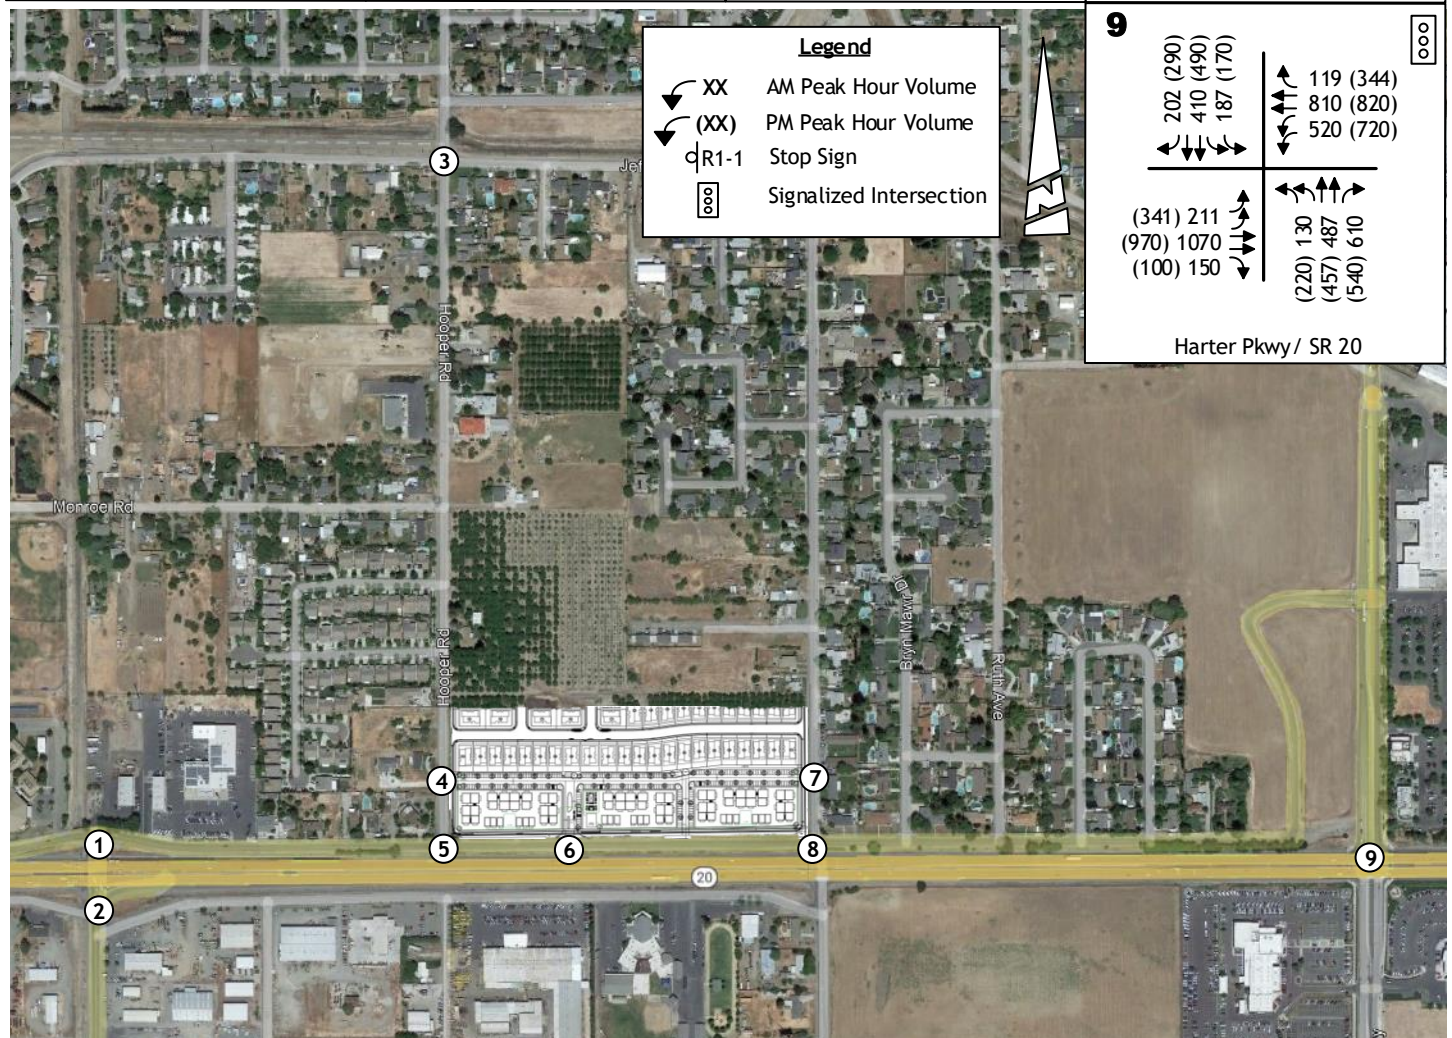 Legend
XX AM Peak Hour Volume
(XX) PM Peak Hour Volume
R1-1 Stop Sign
Signalized Intersection
9
202 (290)
410 (490)
187 (170)
119 (344)
810 (820)
520 (720)
(341) 211
(970) 1070
(100) 150
(220) 130
(457) 487
(540) 610
Harter Pkwy/ SR 20
N
3
Jef
Hooper Rd
Monroe Rd
Bryn Mawr
Ruth Ave
Hooper Rd
4
7
1
5
6
8
9
20
2